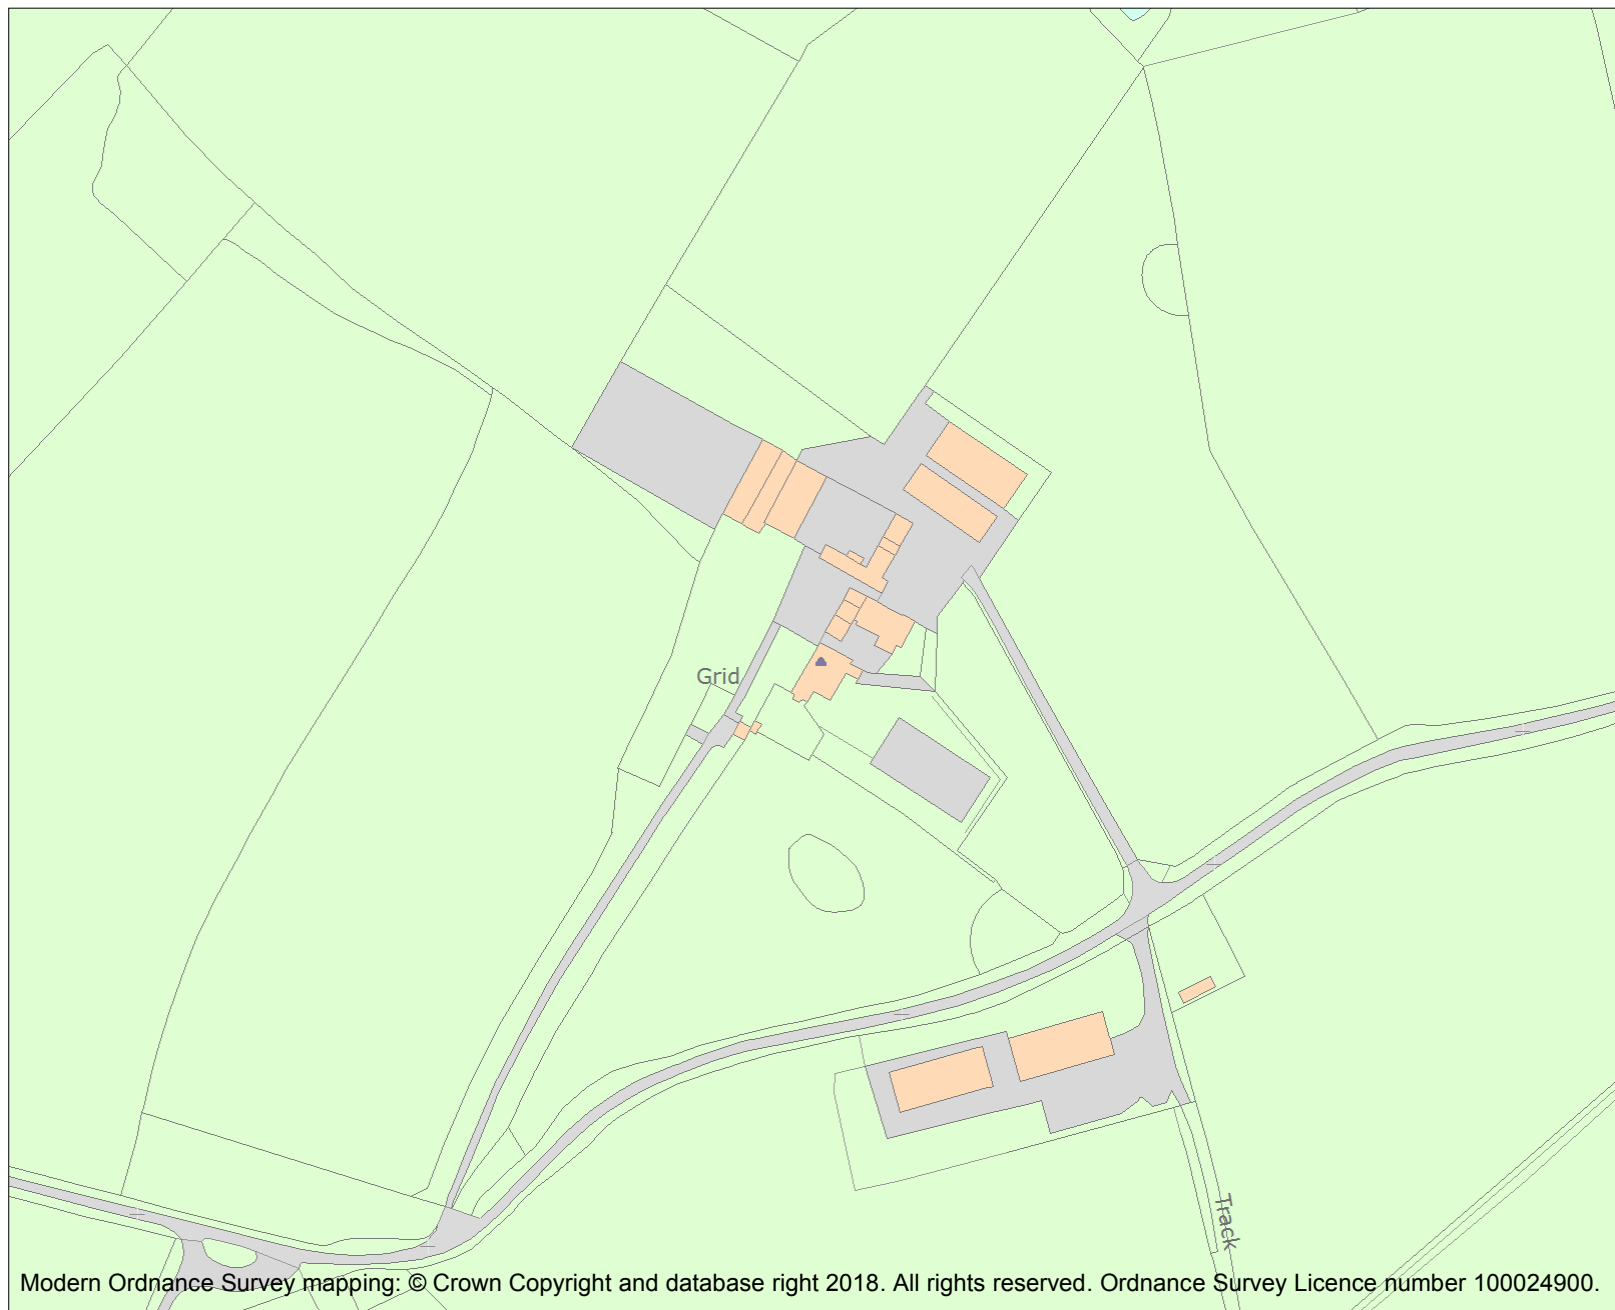 Grid
Track
Modern Ordnance Survey mapping: © Crown Copyright and database right 2018. All rights reserved. Ordnance Survey Licence number 100024900.